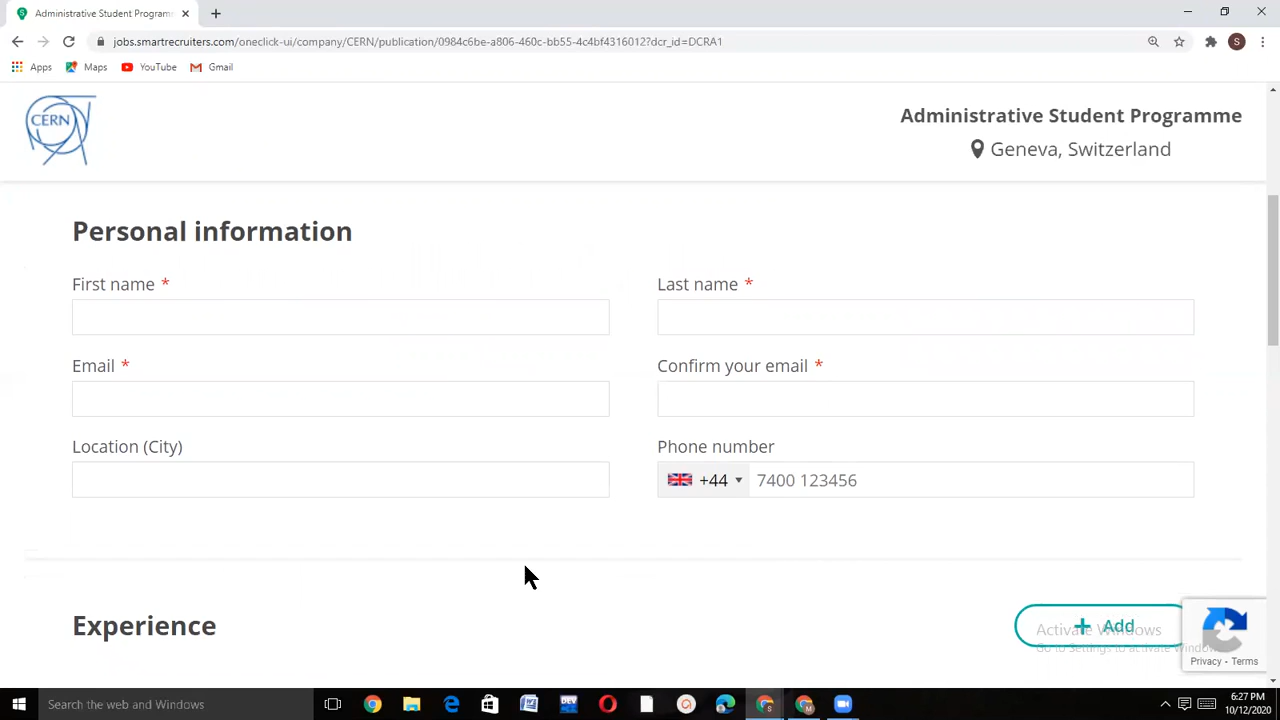 Administrative Student Programm
jobs.smartrecruiters.com/oneclick-ui/company/CERN/publication/0984c6be-a806-460c-bb55-4c4bf4316012?dcr_id=DCRA1
S
Apps Maps YouTube Gmail
CERN
Administrative Student Programme
Geneva, Switzerland
Personal information
First name * Last name *
Email * Confirm your email *
Location (City) Phone number
+44 7400 123456
Experience
+ Add
Activate Windows
Go to Settings to activate Windows.
Privacy - Terms
Search the web and Windows
DEV
6:27 PM
10/12/2020